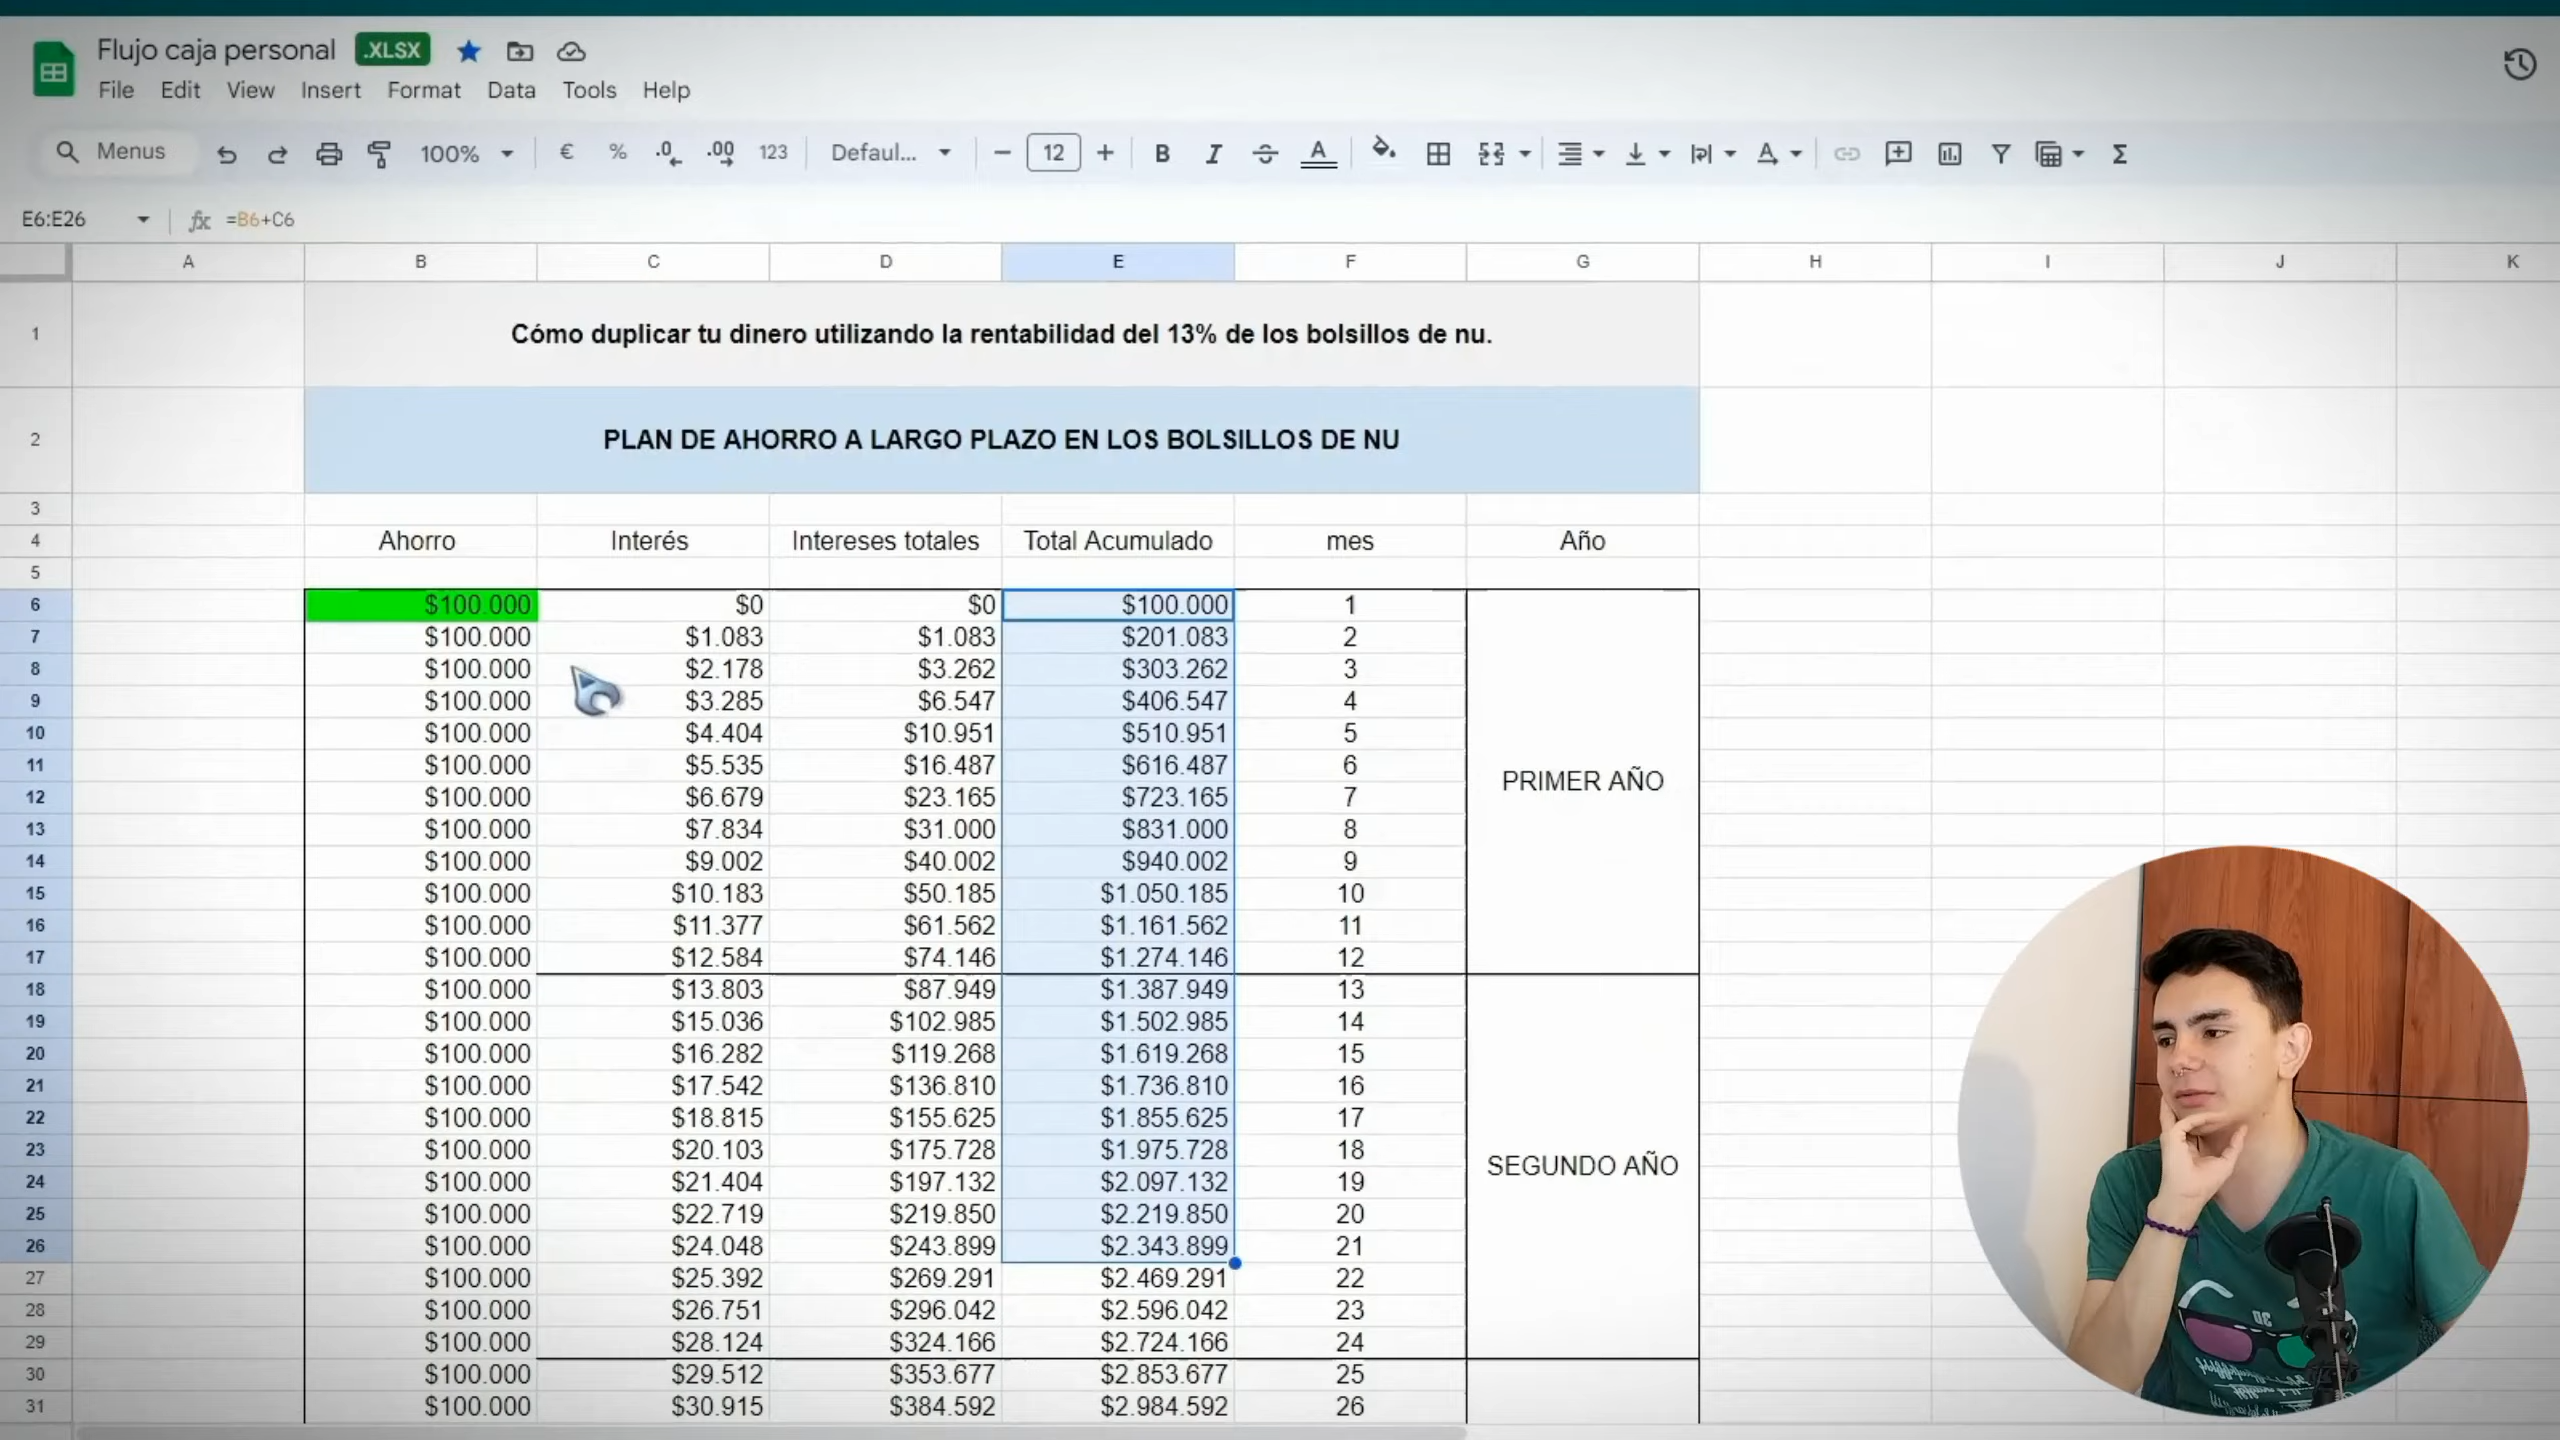 Flujo caja personal .XLSX
File Edit View Insert Format Data Tools Help
Menus 100% € % .0 .00 123 Defaul... 12 B I A Σ
E6:E26 fx =B6+C6
A B C D E F G H I J K
1 Cómo duplicar tu dinero utilizando la rentabilidad del 13% de los bolsillos de nu.
2 PLAN DE AHORRO A LARGO PLAZO EN LOS BOLSILLOS DE NU
3
4 Ahorro Interés Intereses totales Total Acumulado mes Año
5
6 $100.000 $0 $0 $100.000 1
7 $100.000 $1.083 $1.083 $201.083 2
8 $100.000 $2.178 $3.262 $303.262 3
9 $100.000 $3.285 $6.547 $406.547 4
10 $100.000 $4.404 $10.951 $510.951 5
11 $100.000 $5.535 $16.487 $616.487 6
PRIMER AÑO
12 $100.000 $6.679 $23.165 $723.165 7
13 $100.000 $7.834 $31.000 $831.000 8
14 $100.000 $9.002 $40.002 $940.002 9
15 $100.000 $10.183 $50.185 $1.050.185 10
16 $100.000 $11.377 $61.562 $1.161.562 11
17 $100.000 $12.584 $74.146 $1.274.146 12
18 $100.000 $13.803 $87.949 $1.387.949 13
19 $100.000 $15.036 $102.985 $1.502.985 14
20 $100.000 $16.282 $119.268 $1.619.268 15
21 $100.000 $17.542 $136.810 $1.736.810 16
22 $100.000 $18.815 $155.625 $1.855.625 17
23 $100.000 $20.103 $175.728 $1.975.728 18
SEGUNDO AÑO
24 $100.000 $21.404 $197.132 $2.097.132 19
25 $100.000 $22.719 $219.850 $2.219.850 20
26 $100.000 $24.048 $243.899 $2.343.899 21
27 $100.000 $25.392 $269.291 $2.469.291 22
28 $100.000 $26.751 $296.042 $2.596.042 23
29 $100.000 $28.124 $324.166 $2.724.166 24
30 $100.000 $29.512 $353.677 $2.853.677 25
31 $100.000 $30.915 $384.592 $2.984.592 26